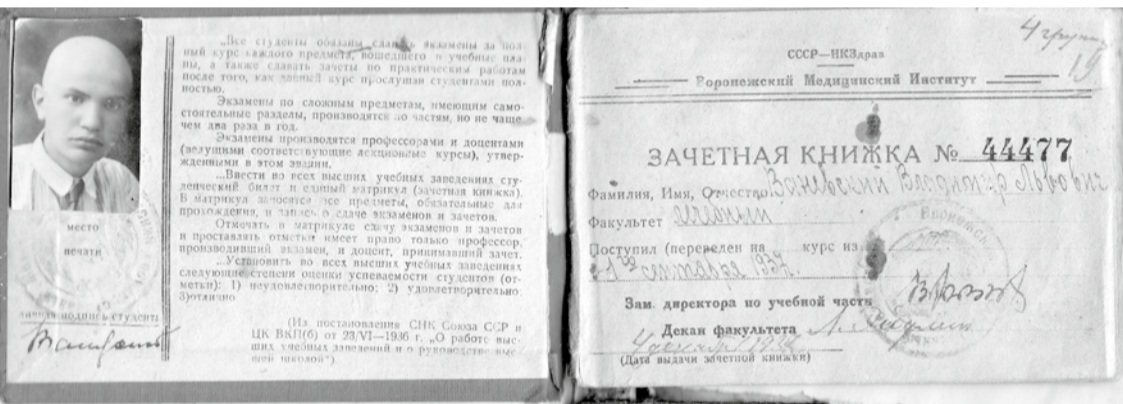 „Все студенты обязаны сдавать экзамены за пол-
ный курс каждого предмета, вошедшего в учебные пла-
ны, а также сдавать зачеты по практическим работам
после того, как данный курс прослушан студентами пол-
ностью.
Экзамены по сложным предметам, имеющим само-
стоятельные разделы, производятся по частям, но не чаще
чем два раза в год.
Экзамены производятся профессорами и доцентами
(ведущими соответствующие лекционные курсы), утвер-
жденными в этом звании.
...Ввести во всех высших учебных заведениях сту-
денческий билет и единый матрикул (зачетная книжка).
В матрикул заносятся все предметы, обязательные для
прохождения, и запись о сдаче экзаменов и зачетов.
Отмечать в матрикуле сдачу экзаменов и зачетов
и проставлять отметки имеет право только профессор,
производивший экзамен, и доцент, принимавший зачет.
...Установить во всех высших учебных заведениях
следующие степени оценки успеваемости студентов (от-
метки): 1) неудовлетворительно; 2) удовлетворительно
3)отлично
(Из постановления СНК Союза ССР и
ЦК ВКП(б) от 23/VI—1936 г. „О работе выс-
ших учебных заведений и о руководстве выс-
шей школой“).
место
печати
личная подпись студента
4 групп
19
СССР—НКЗдрав
Воронежский Медицинский Институт
ЗАЧЕТНАЯ КНИЖКА № 44477
Фамилия, Имя, Отчество Заневский Владимир Львович
Факультет лечебный
Поступил (переведен на курс из
1 сентября 1937
Зам. директора по учебной части
Декан факультета
4
(Дата выдачи зачетной книжки)